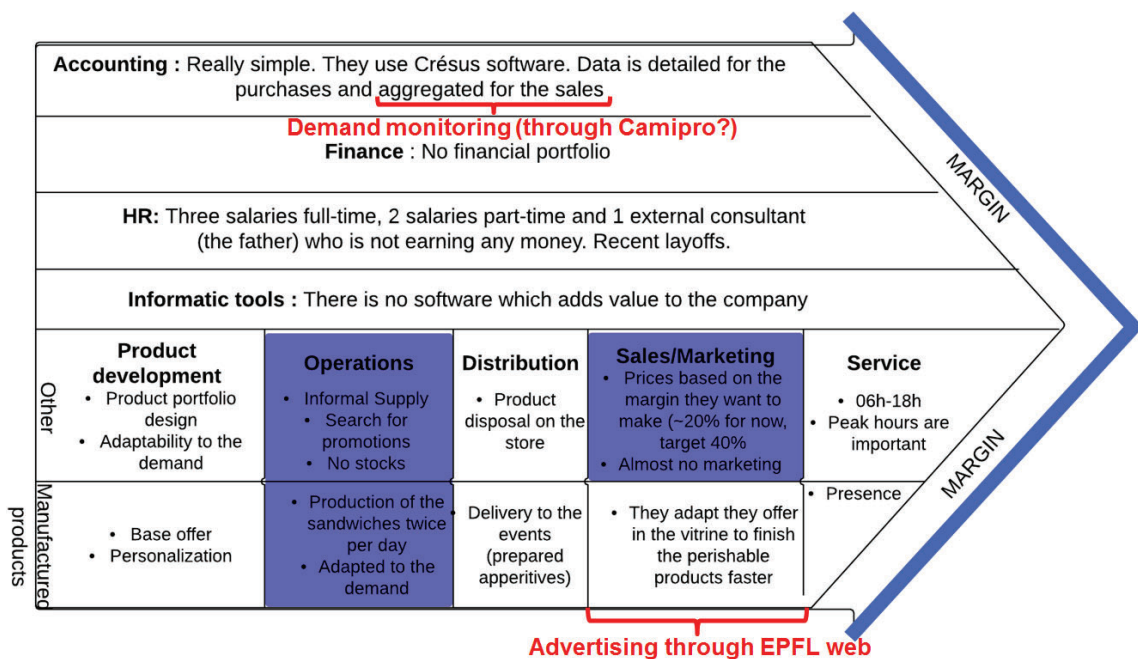 Accounting : Really simple. They use Crésus software. Data is detailed for the
purchases and aggregated for the sales
Demand monitoring (through Camipro?)
Finance : No financial portfolio
HR: Three salaries full-time, 2 salaries part-time and 1 external consultant
(the father) who is not earning any money. Recent layoffs.
Informatic tools : There is no software which adds value to the company
MARGIN
MARGIN
Other
Product
development
• Product portfolio
design
• Adaptability to the
demand
Operations
• Informal Supply
• Search for
promotions
• No stocks
Distribution
• Product
disposal on the
store
Sales/Marketing
• Prices based on the
margin they want to
make (~20% for now,
target 40%
• Almost no marketing
Service
• 06h-18h
• Peak hours are
important
Manufactured
products
• Base offer
• Personalization
• Production of the
sandwiches twice
per day
• Adapted to the
demand
• Delivery to the
events
(prepared
apperitives)
• They adapt they offer
in the vitrine to finish
the perishable
products faster
• Presence
Advertising through EPFL web